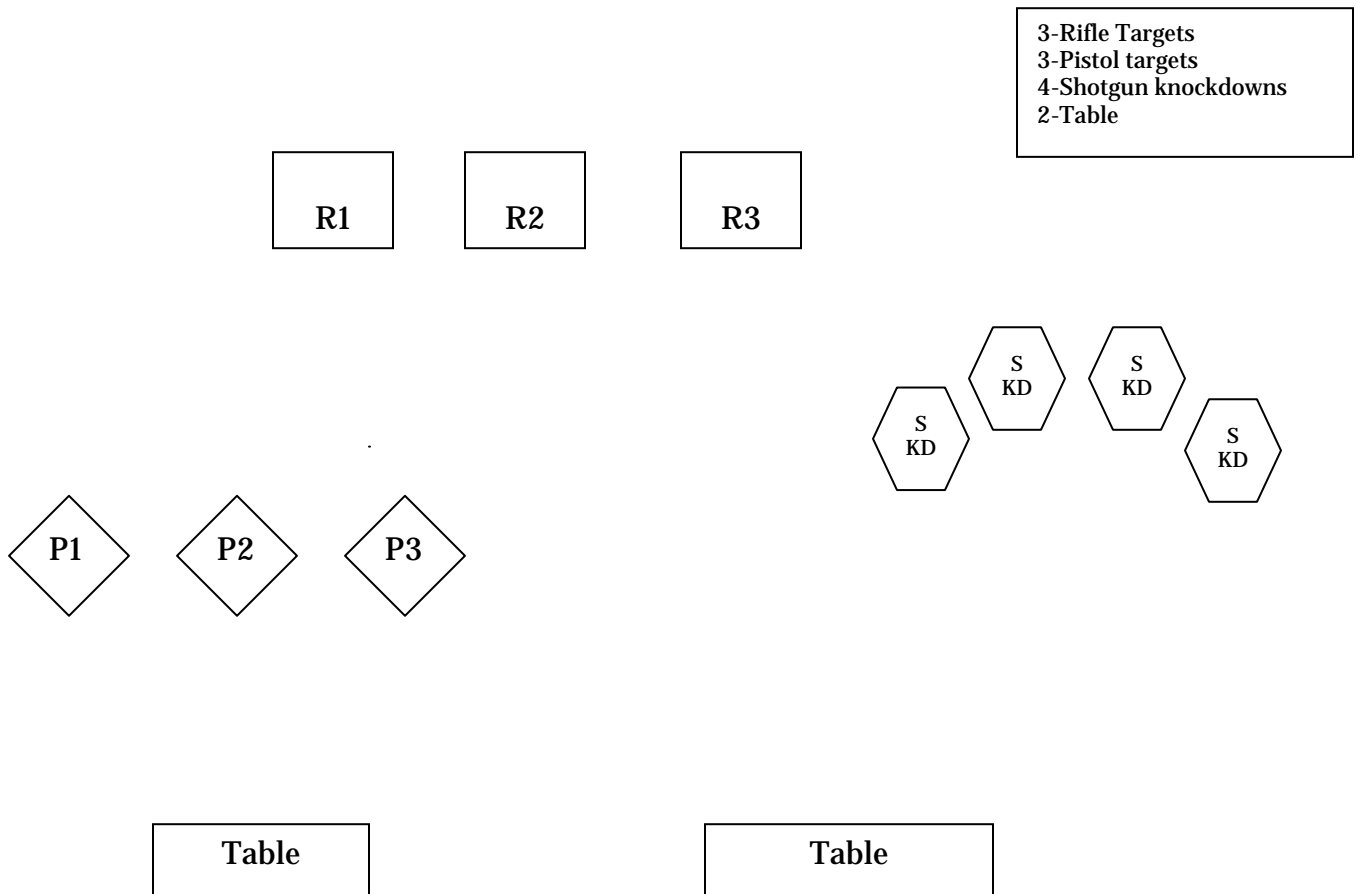 3-Rifle Targets
3-Pistol targets
4-Shotgun knockdowns
2-Table
R1
R2
R3
S
KD
S
KD
S
KD
S
KD
P1
P2
P3
Table
Table